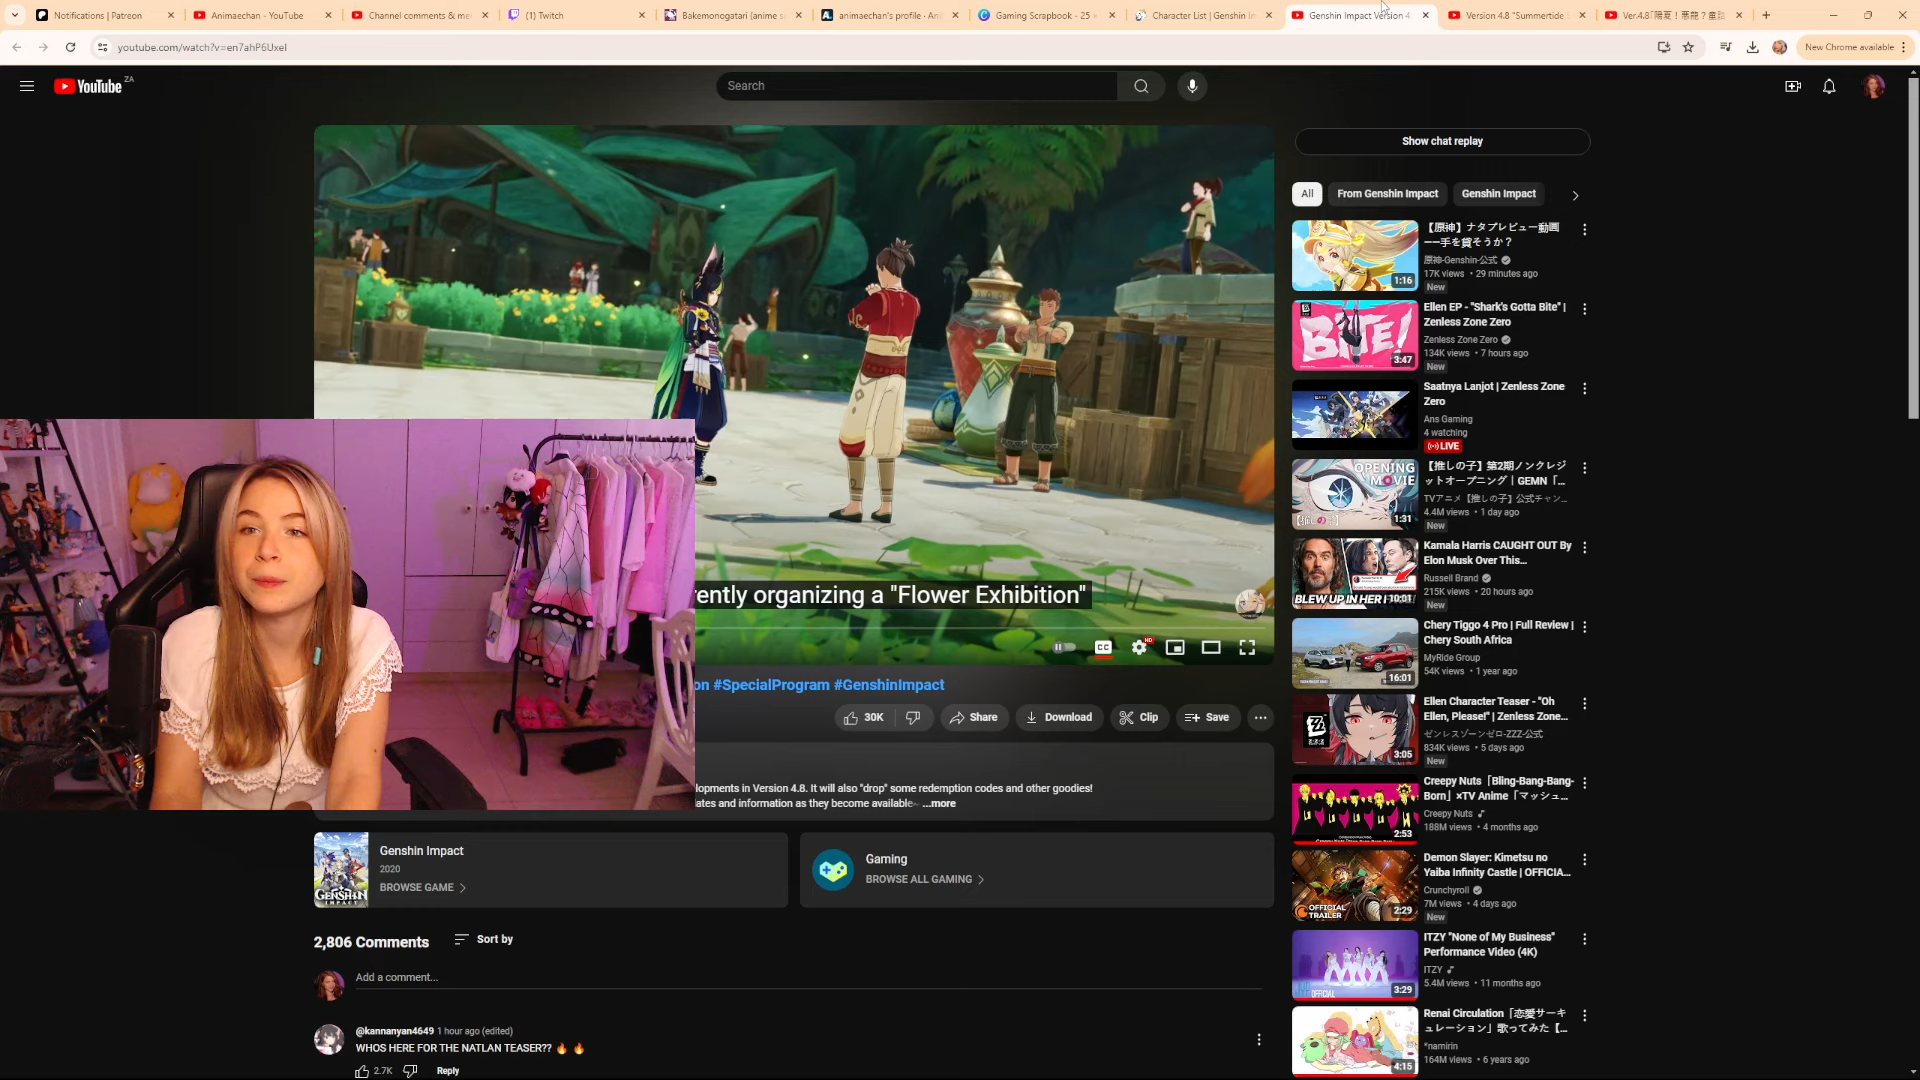 Notifications | Patreon
Animaechan - YouTube
Channel comments & me
(1) Twitch
Bakemonogatari (anime s
animaechan's profile · An
Gaming Scrapbook - 25 ×
Character List | Genshin Im
Genshin Impact Version 4
Version 4.8 "Summertide
youtube.com/watch?v=en7ahP6UxeI
New Chrome available
YouTube ZA
Search
Show chat replay
All
From Genshin Impact
Genshin Impact
【原神】ナタプレビュー動画
——手を貸そうか？
原神-Genshin-公式
17K views • 29 minutes ago
New
1:16
Ellen EP - "Shark's Gotta Bite" |
Zenless Zone Zero
Zenless Zone Zero
134K views • 7 hours ago
New
BITE!
3:47
Saatnya Lanjot | Zenless Zone
Zero
Ans Gaming
4 watching
LIVE
【推しの子】第2期ノンクレジ
ットオープニング｜GEMN「...
TVアニメ【推しの子】公式チャン...
4.4M views • 1 day ago
New
OPENING
MOVIE
1:31
Kamala Harris CAUGHT OUT By
Elon Musk Over This...
Russell Brand
215K views • 20 hours ago
New
BLEW UP IN HER
10:01
Chery Tiggo 4 Pro | Full Review |
Chery South Africa
MyRide Group
54K views • 1 year ago
16:01
Ellen Character Teaser - "Oh
Ellen, Please!" | Zenless Zone...
ゼンレスゾーンゼロ-ZZZ-公式
834K views • 5 days ago
New
3:05
Creepy Nuts「Bling-Bang-Bang-
Born」×TV Anime「マッシュ...
Creepy Nuts
188M views • 4 months ago
2:53
Demon Slayer: Kimetsu no
Yaiba Infinity Castle | OFFICIA...
Crunchyroll
7M views • 4 days ago
New
OFFICIAL
TRAILER
2:29
ITZY "None of My Business"
Performance Video (4K)
ITZY
5.4M views • 11 months ago
OFFICIAL
3:29
Renai Circulation「恋愛サーキ
ュレーション」歌ってみた【...
*namirin
164M views • 6 years ago
4:15
rently organizing a "Flower Exhibition"
CC
HD
on #SpecialProgram #GenshinImpact
30K
Share
Download
Clip
Save
lopments in Version 4.8. It will also "drop" some redemption codes and other goodies!
ates and information as they become available~ ...more
GENSHIN
IMPACT
Genshin Impact
2020
BROWSE GAME
Gaming
BROWSE ALL GAMING
2,806 Comments
Sort by
Add a comment...
@kannanyan4649 1 hour ago (edited)
WHOS HERE FOR THE NATLAN TEASER?? 🔥 🔥
2.7K
Reply